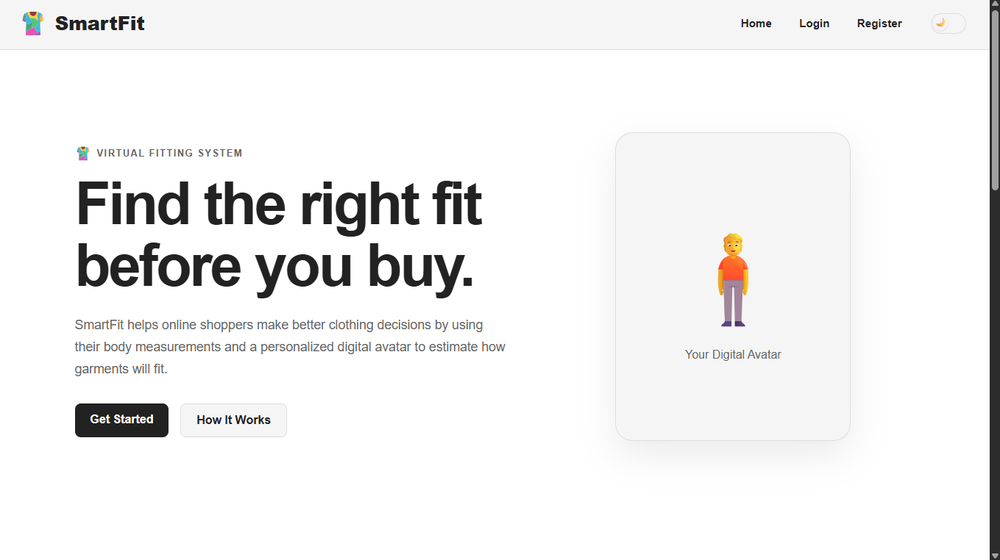 SmartFit
Home
Login
Register
VIRTUAL FITTING SYSTEM
Find the right fit
before you buy.
SmartFit helps online shoppers make better clothing decisions by using
their body measurements and a personalized digital avatar to estimate how
garments will fit.
Get Started
How It Works
Your Digital Avatar